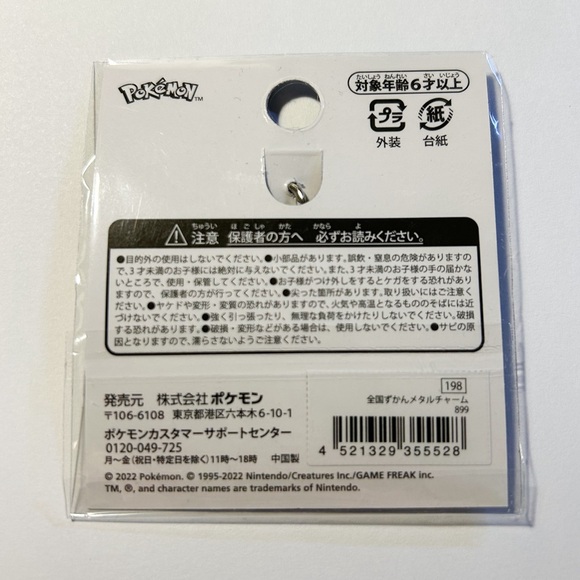 POKéMON™
たいしょう ねんれい さい いじょう
対象年齢6才以上
プラ 紙
外装 台紙
ちゅうい ほごしゃ かた かなら よ
注意 保護者の方へ 必ずお読みください。
●目的外の使用はしないでください。●小部品があります。誤飲・窒息の危険がありますの
で、3才未満のお子様には絶対に与えないでください。また、3才未満のお子様の手の届かな
いところで、使用・保管してください。●お子様がつけ外しをするとケガをする恐れがあり
ますので、保護者の方が行ってください。●尖った箇所があります。取り扱いにはご注意く
ださい。●ヤケドや変形・変質の恐れがありますので、火気や高温となるもののそばには近
づけないでください。●強く引っ張ったり、無理な負荷をかけたりしないでください。破損
する恐れがあります。●破損・変形などがある場合は、使用しないでください。●サビの原
因となりますので、濡らさないようご注意ください。
発売元 株式会社ポケモン
〒106-6108 東京都港区六本木6-10-1
ポケモンカスタマーサポートセンター
0120-049-725
月～金(祝日・特定日を除く)11時～18時 中国製
198
全国ずかんメタルチャーム
899
4 521329 355528
© 2022 Pokémon. © 1995-2022 Nintendo/Creatures Inc./GAME FREAK inc.
TM, ®, and character names are trademarks of Nintendo.